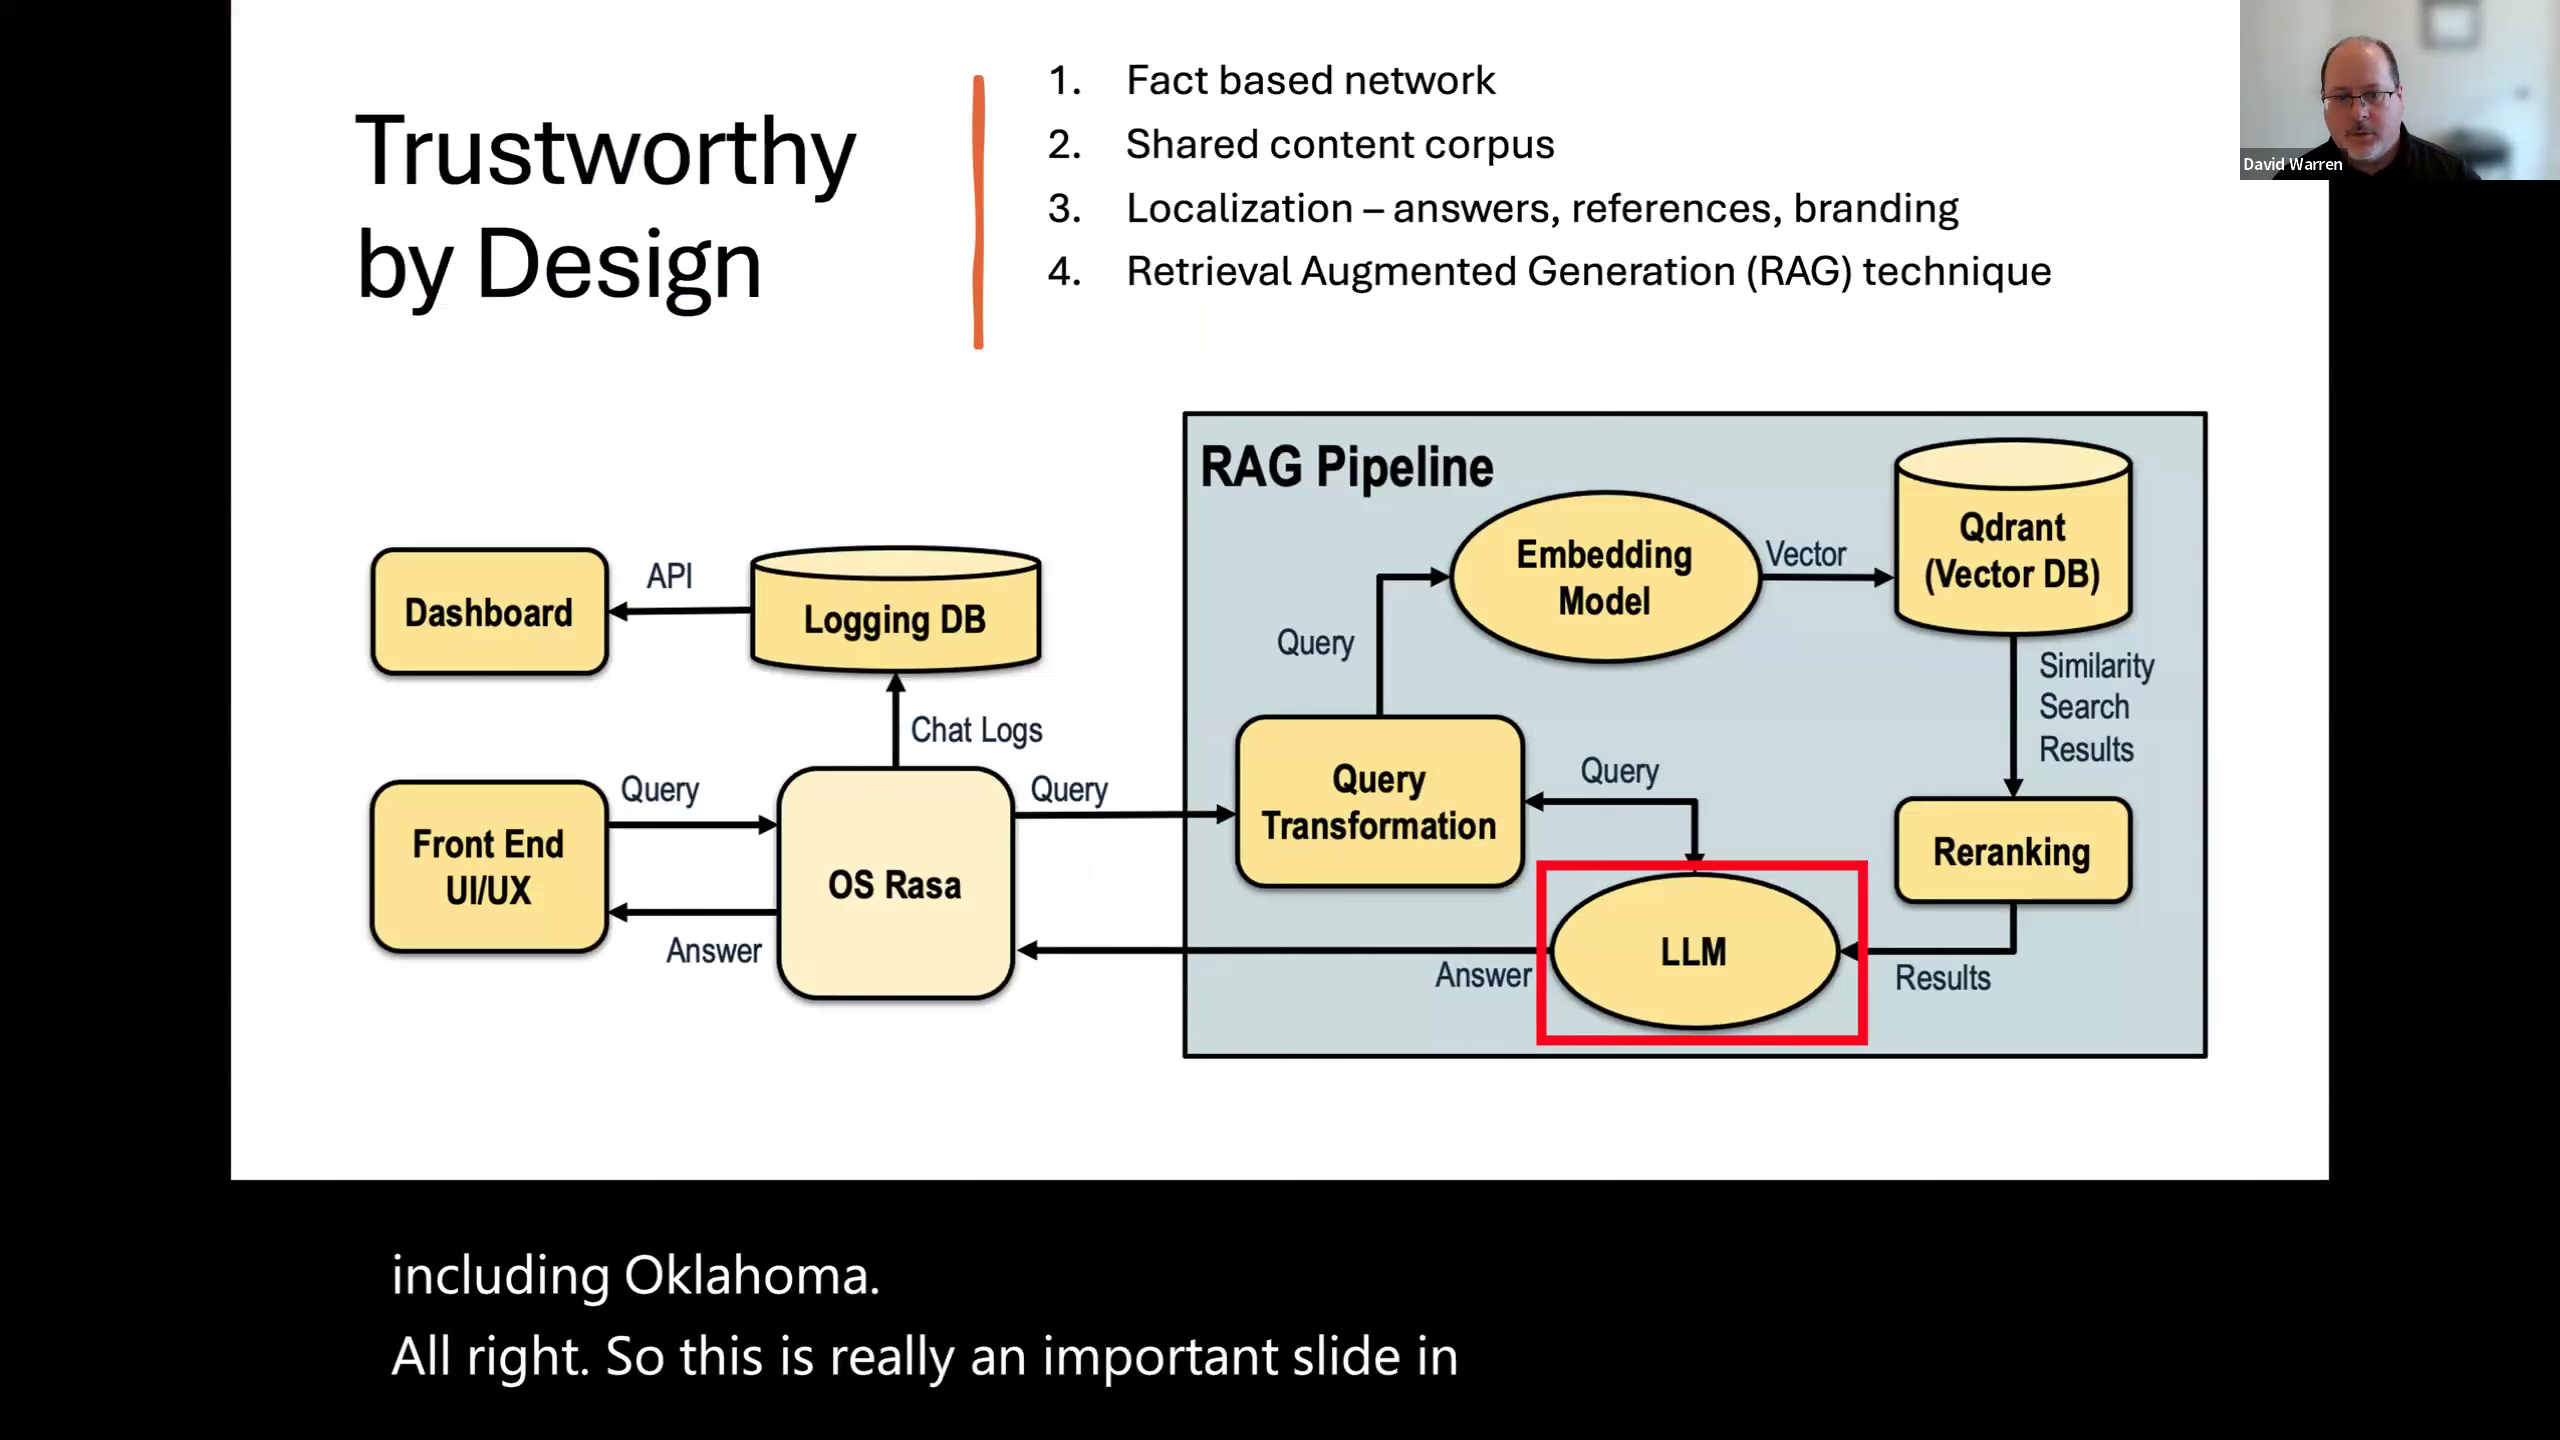 Trustworthy
by Design
1. Fact based network
2. Shared content corpus
3. Localization – answers, references, branding
4. Retrieval Augmented Generation (RAG) technique
David Warren
RAG Pipeline
Dashboard
API
Logging DB
Chat Logs
Front End
UI/UX
Query
Answer
OS Rasa
Query
Query
Transformation
Query
Embedding
Model
Vector
Qdrant
(Vector DB)
Similarity
Search
Results
Reranking
Results
Query
LLM
Answer
including Oklahoma.
All right. So this is really an important slide in